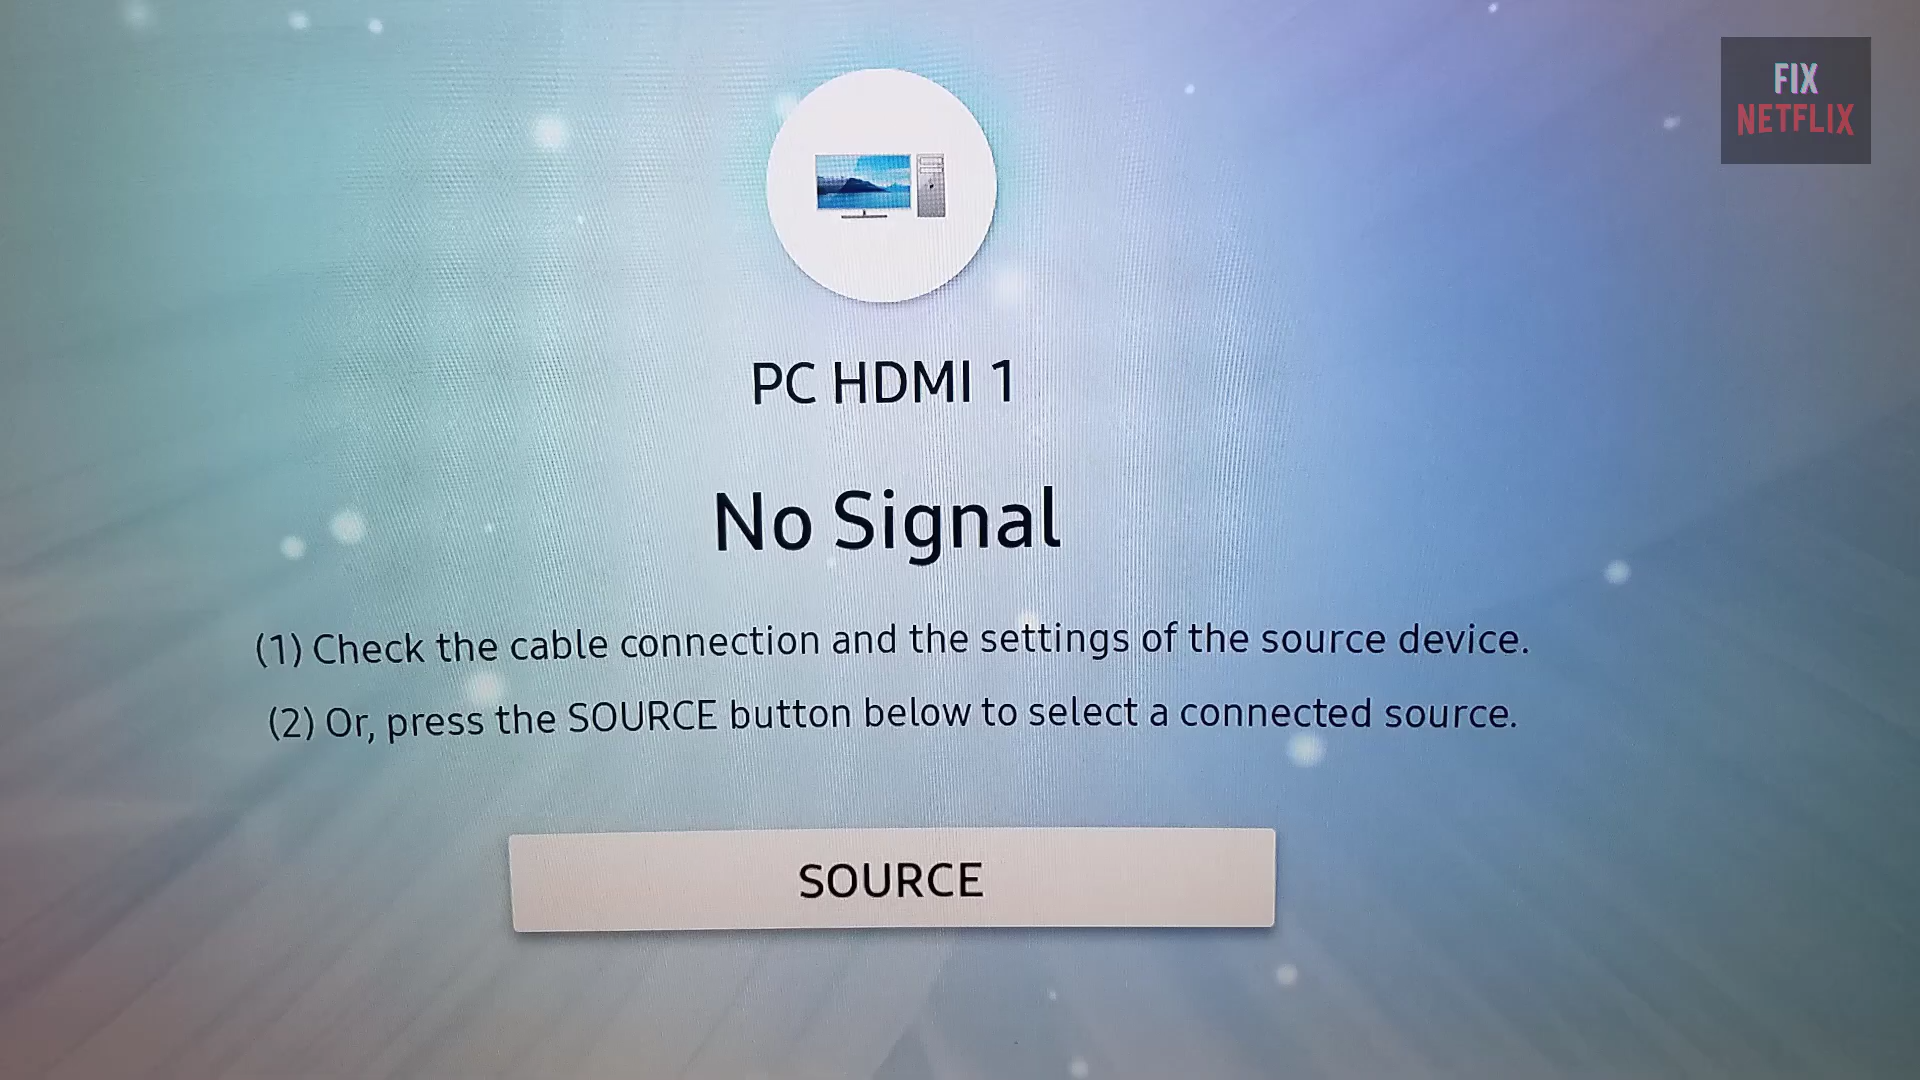 FIX
NETFLIX
PC HDMI 1
No Signal
(1) Check the cable connection and the settings of the source device.
(2) Or, press the SOURCE button below to select a connected source.
SOURCE